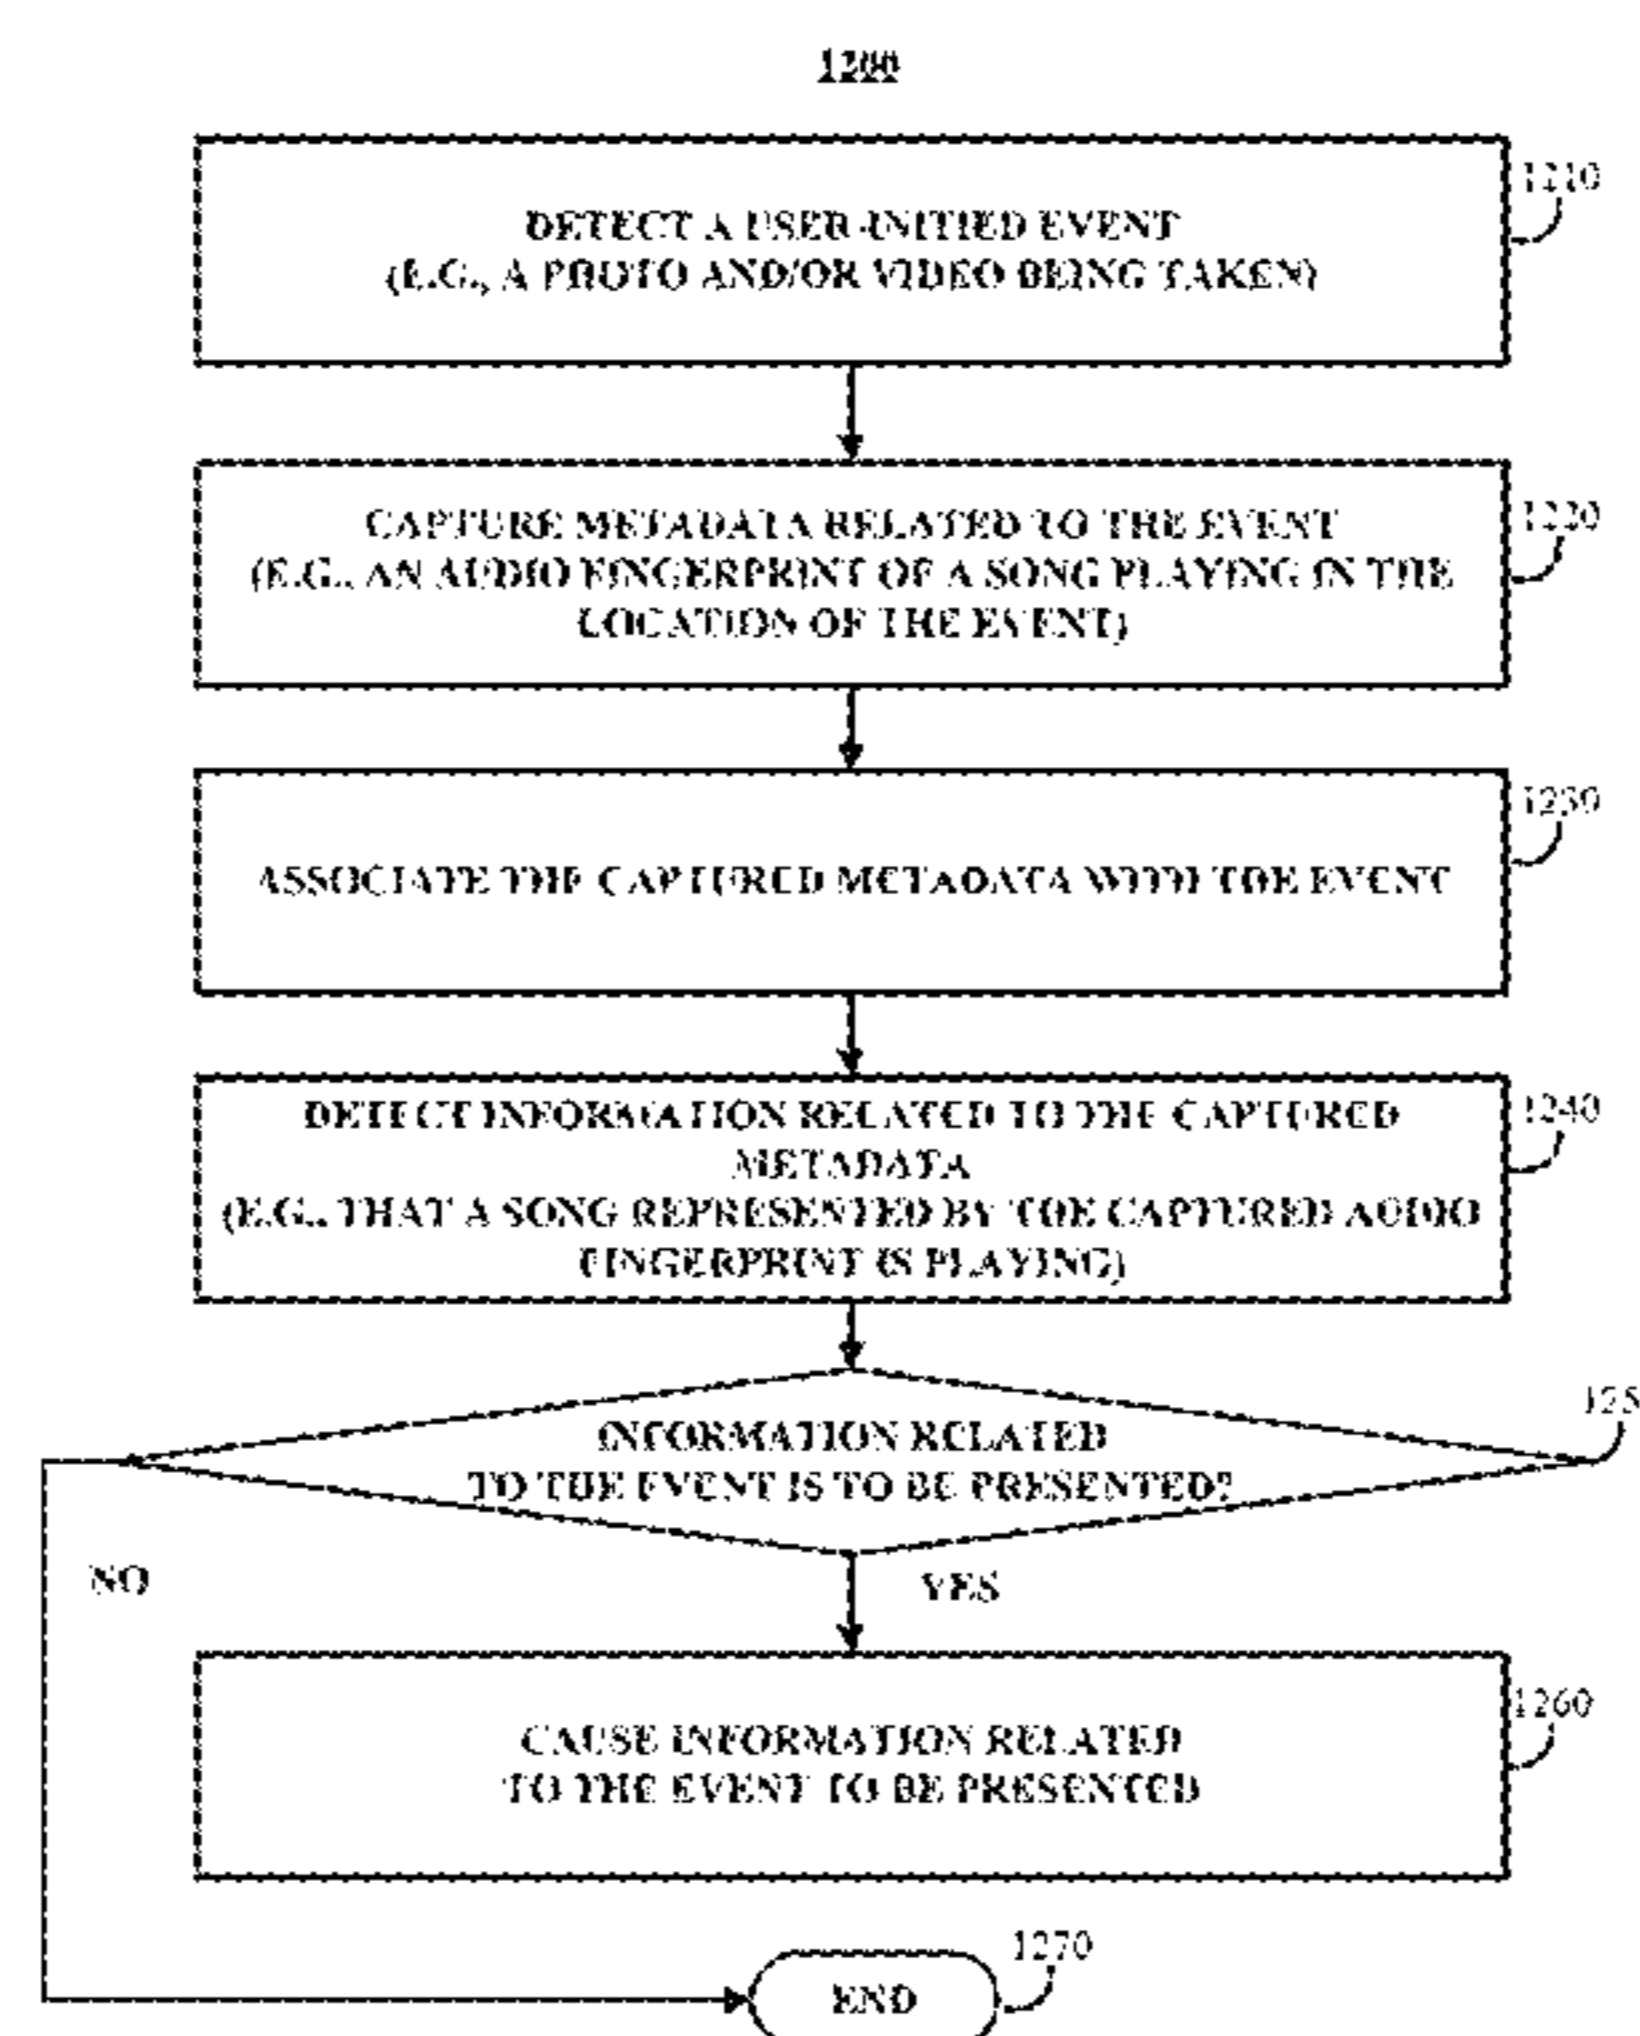 1200
1210
DETECT A USER-INITIED EVENT
(E.G., A PHOTO AND/OR VIDEO BEING TAKEN)
1220
CAPTURE METADATA RELATED TO THE EVENT
(E.G., AN AUDIO FINGERPRINT OF A SONG PLAYING IN THE
LOCATION OF THE EVENT)
1230
ASSOCIATE THE CAPTURED METADATA WITH THE EVENT
1240
DETECT INFORMATION RELATED TO THE CAPTURED
METADATA
(E.G., THAT A SONG REPRESENTED BY THE CAPTURED AUDIO
FINGERPRINT IS PLAYING)
125
INFORMATION RELATED
TO THE EVENT IS TO BE PRESENTED?
NO
YES
1260
CAUSE INFORMATION RELATED
TO THE EVENT TO BE PRESENTED
1270
END